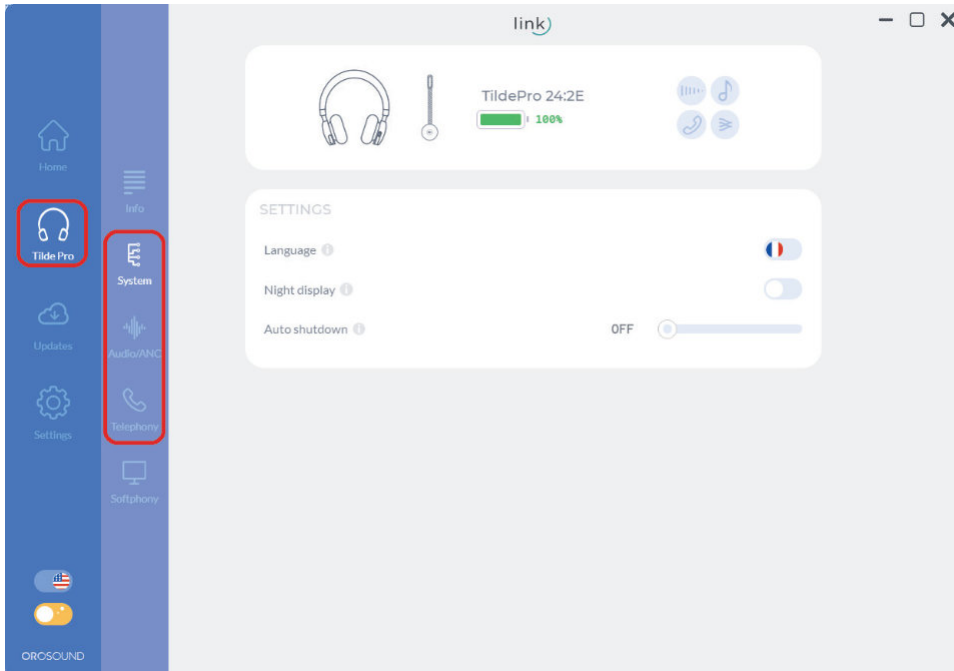 link)
Home
Tilde Pro
Updates
Settings
OROSOUND
Info
System
Audio/ANC
Telephony
Softphony
TildePro 24:2E
100%
SETTINGS
Language
Night display
Auto shutdown OFF